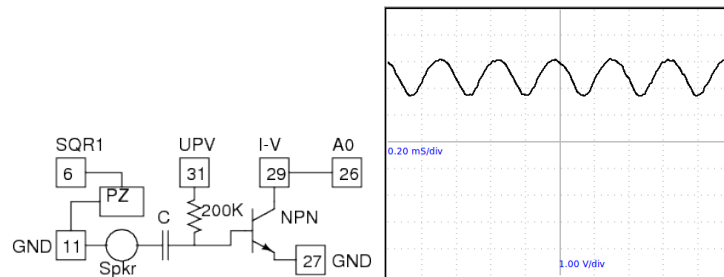 SQR1 UPV I-V A0
6 31 29 26
PZ
200K
C NPN
GND 11
27 GND
Spkr
0.20 mS/div
1.00 V/div